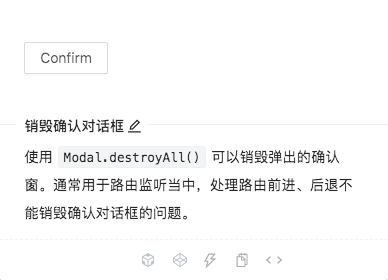 Confirm
销毁确认对话框
使用 Modal.destroyAll() 可以销毁弹出的确认
窗。通常用于路由监听当中，处理路由前进、后退不
能销毁确认对话框的问题。